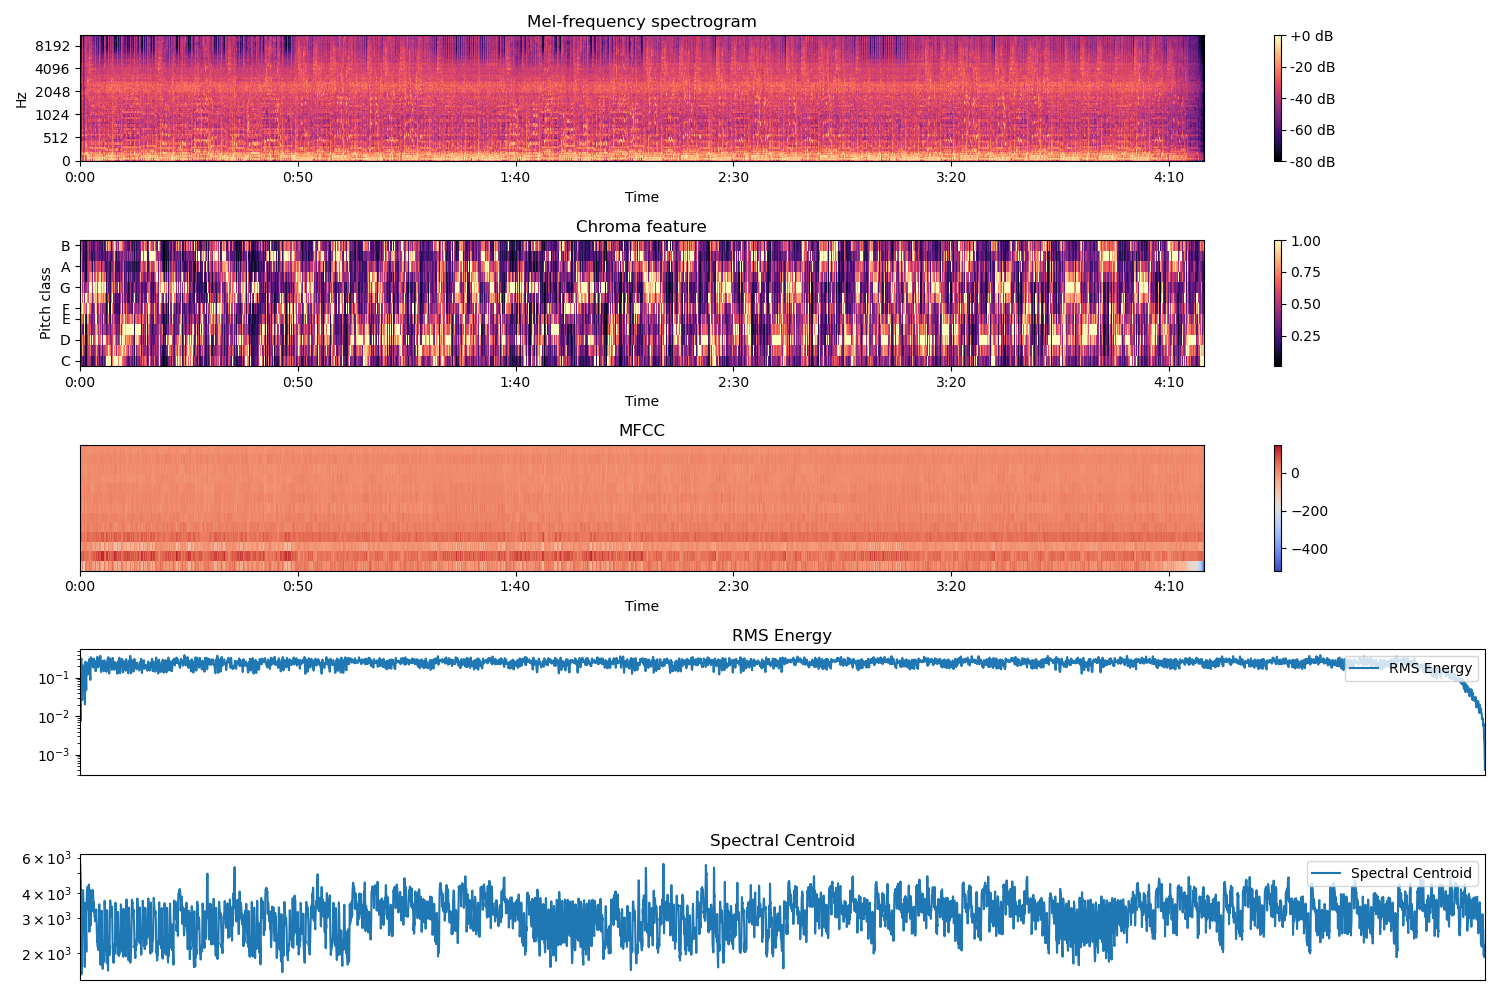 Mel-frequency spectrogram
8192
4096
2048
1024
512
0
Hz
0:00 0:50 1:40 2:30 3:20 4:10
Time
+0 dB
-20 dB
-40 dB
-60 dB
-80 dB
Chroma feature
B
A
G
E
D
C
Pitch class
0:00 0:50 1:40 2:30 3:20 4:10
Time
1.00
0.75
0.50
0.25
MFCC
0:00 0:50 1:40 2:30 3:20 4:10
Time
0
−200
−400
RMS Energy
10⁻¹
10⁻²
10⁻³
RMS Energy
Spectral Centroid
6 × 10³
4 × 10³
3 × 10³
2 × 10³
Spectral Centroid